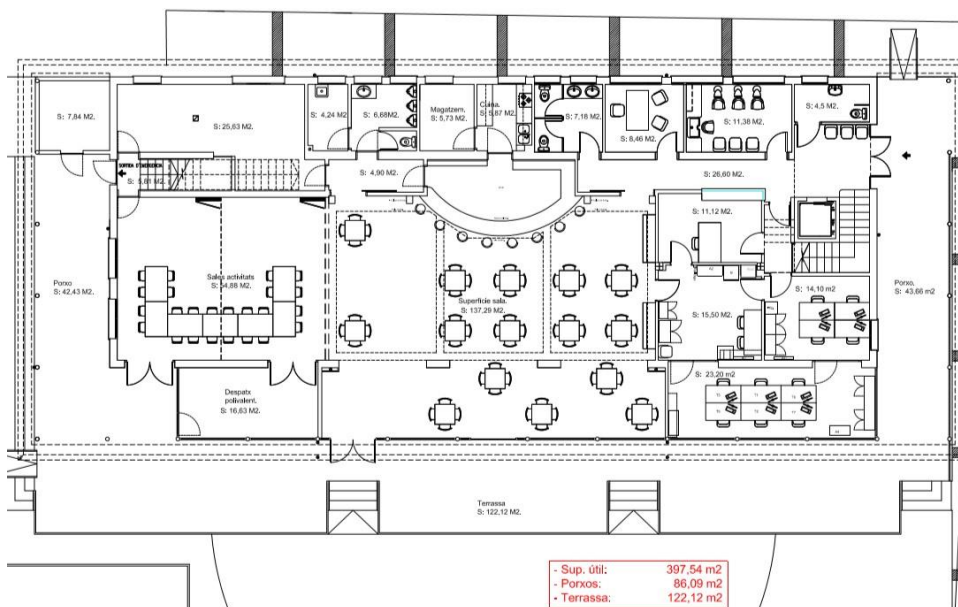 S: 7,84 M2.
S: 25,63 M2.
S: 4,24 M2.
S: 6,68M2.
Magatzem.
S: 5,73 M2.
Cuina.
S: 5,87 M2.
S: 7,18 M2.
S: 8,46 M2.
S: 11,38 M2.
S: 4,5 M2.
SORTIDA D'EMERGENCIA
S: 5,81 M2.
S: 4,90 M2.
S: 26,60 M2.
S: 11,12 M2.
Porxo
S: 42,43 M2.
Sales activitats
S: 54,88 M2.
Superfície sala.
S: 137,29 M2.
S: 15,50 M2.
S: 14,10 m2
Porxo.
S: 43,66 m2
Despatx
polivalent.
S: 16,63 M2.
S: 23,20 m2
Terrassa
S: 122,12 M2.
- Sup. útil: 397,54 m2
- Porxos: 86,09 m2
- Terrassa: 122,12 m2